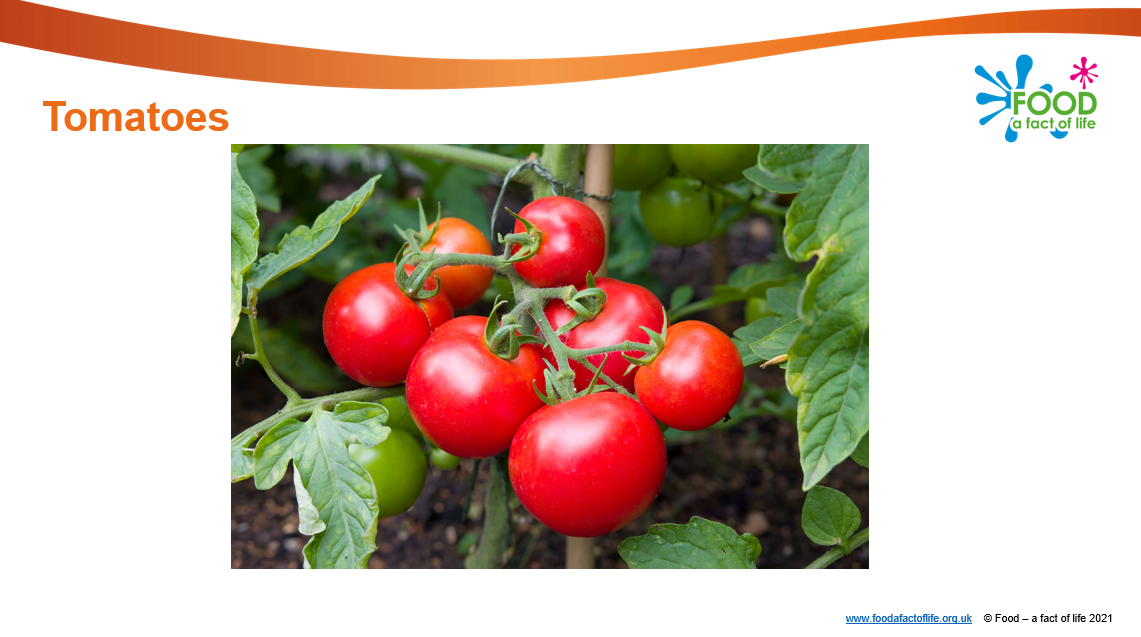 Tomatoes
FOOD
a fact of life
www.foodafactoflife.org.uk © Food – a fact of life 2021